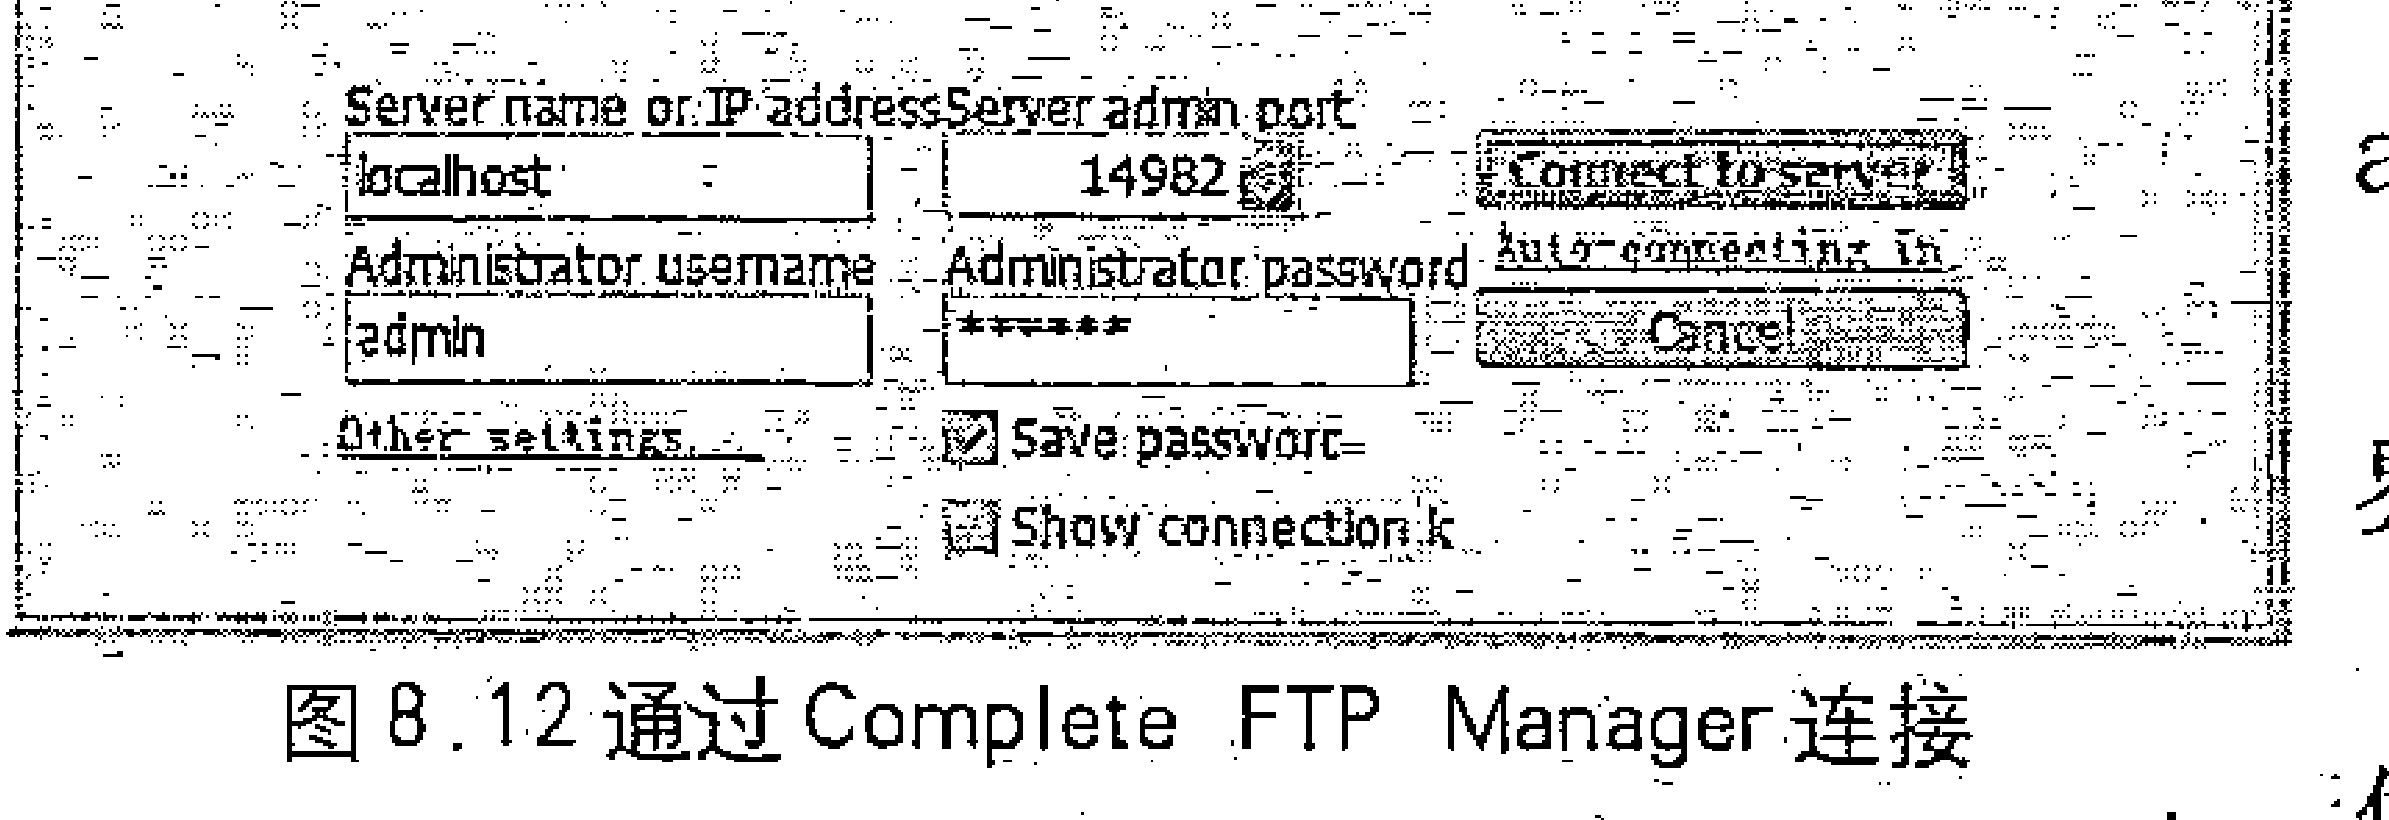 Server name or IP address Server admin port
localhost 14982 Connect to server
Administrator username Administrator password Auto-connecting in
admin ****** Cancel
Other settings... Save passworc
Show connection k
图 8.12 通过 Complete FTP Manager 连接
a